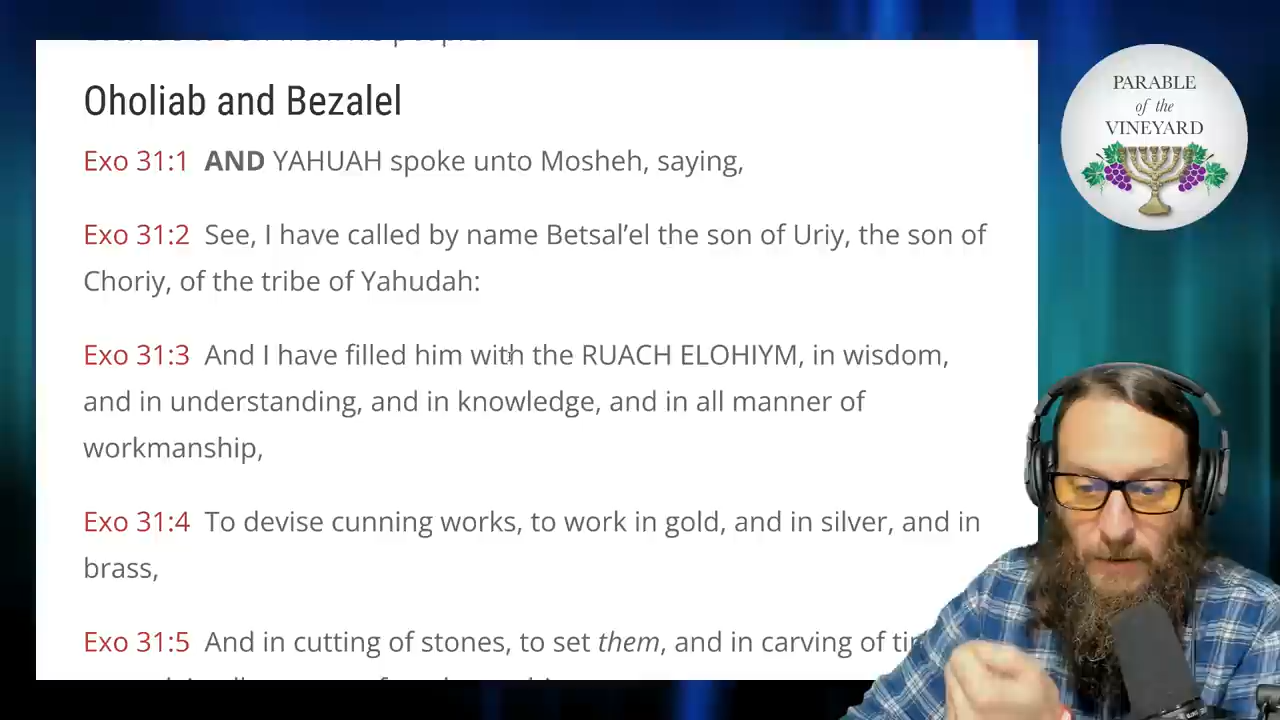 Oholiab and Bezalel
Exo 31:1 AND YAHUAH spoke unto Mosheh, saying,
Exo 31:2 See, I have called by name Betsal’el the son of Uriy, the son of
Choriy, of the tribe of Yahudah:
Exo 31:3 And I have filled him with the RUACH ELOHIYM, in wisdom,
and in understanding, and in knowledge, and in all manner of
workmanship,
Exo 31:4 To devise cunning works, to work in gold, and in silver, and in
brass,
Exo 31:5 And in cutting of stones, to set them, and in carving of
PARABLE
of the
VINEYARD